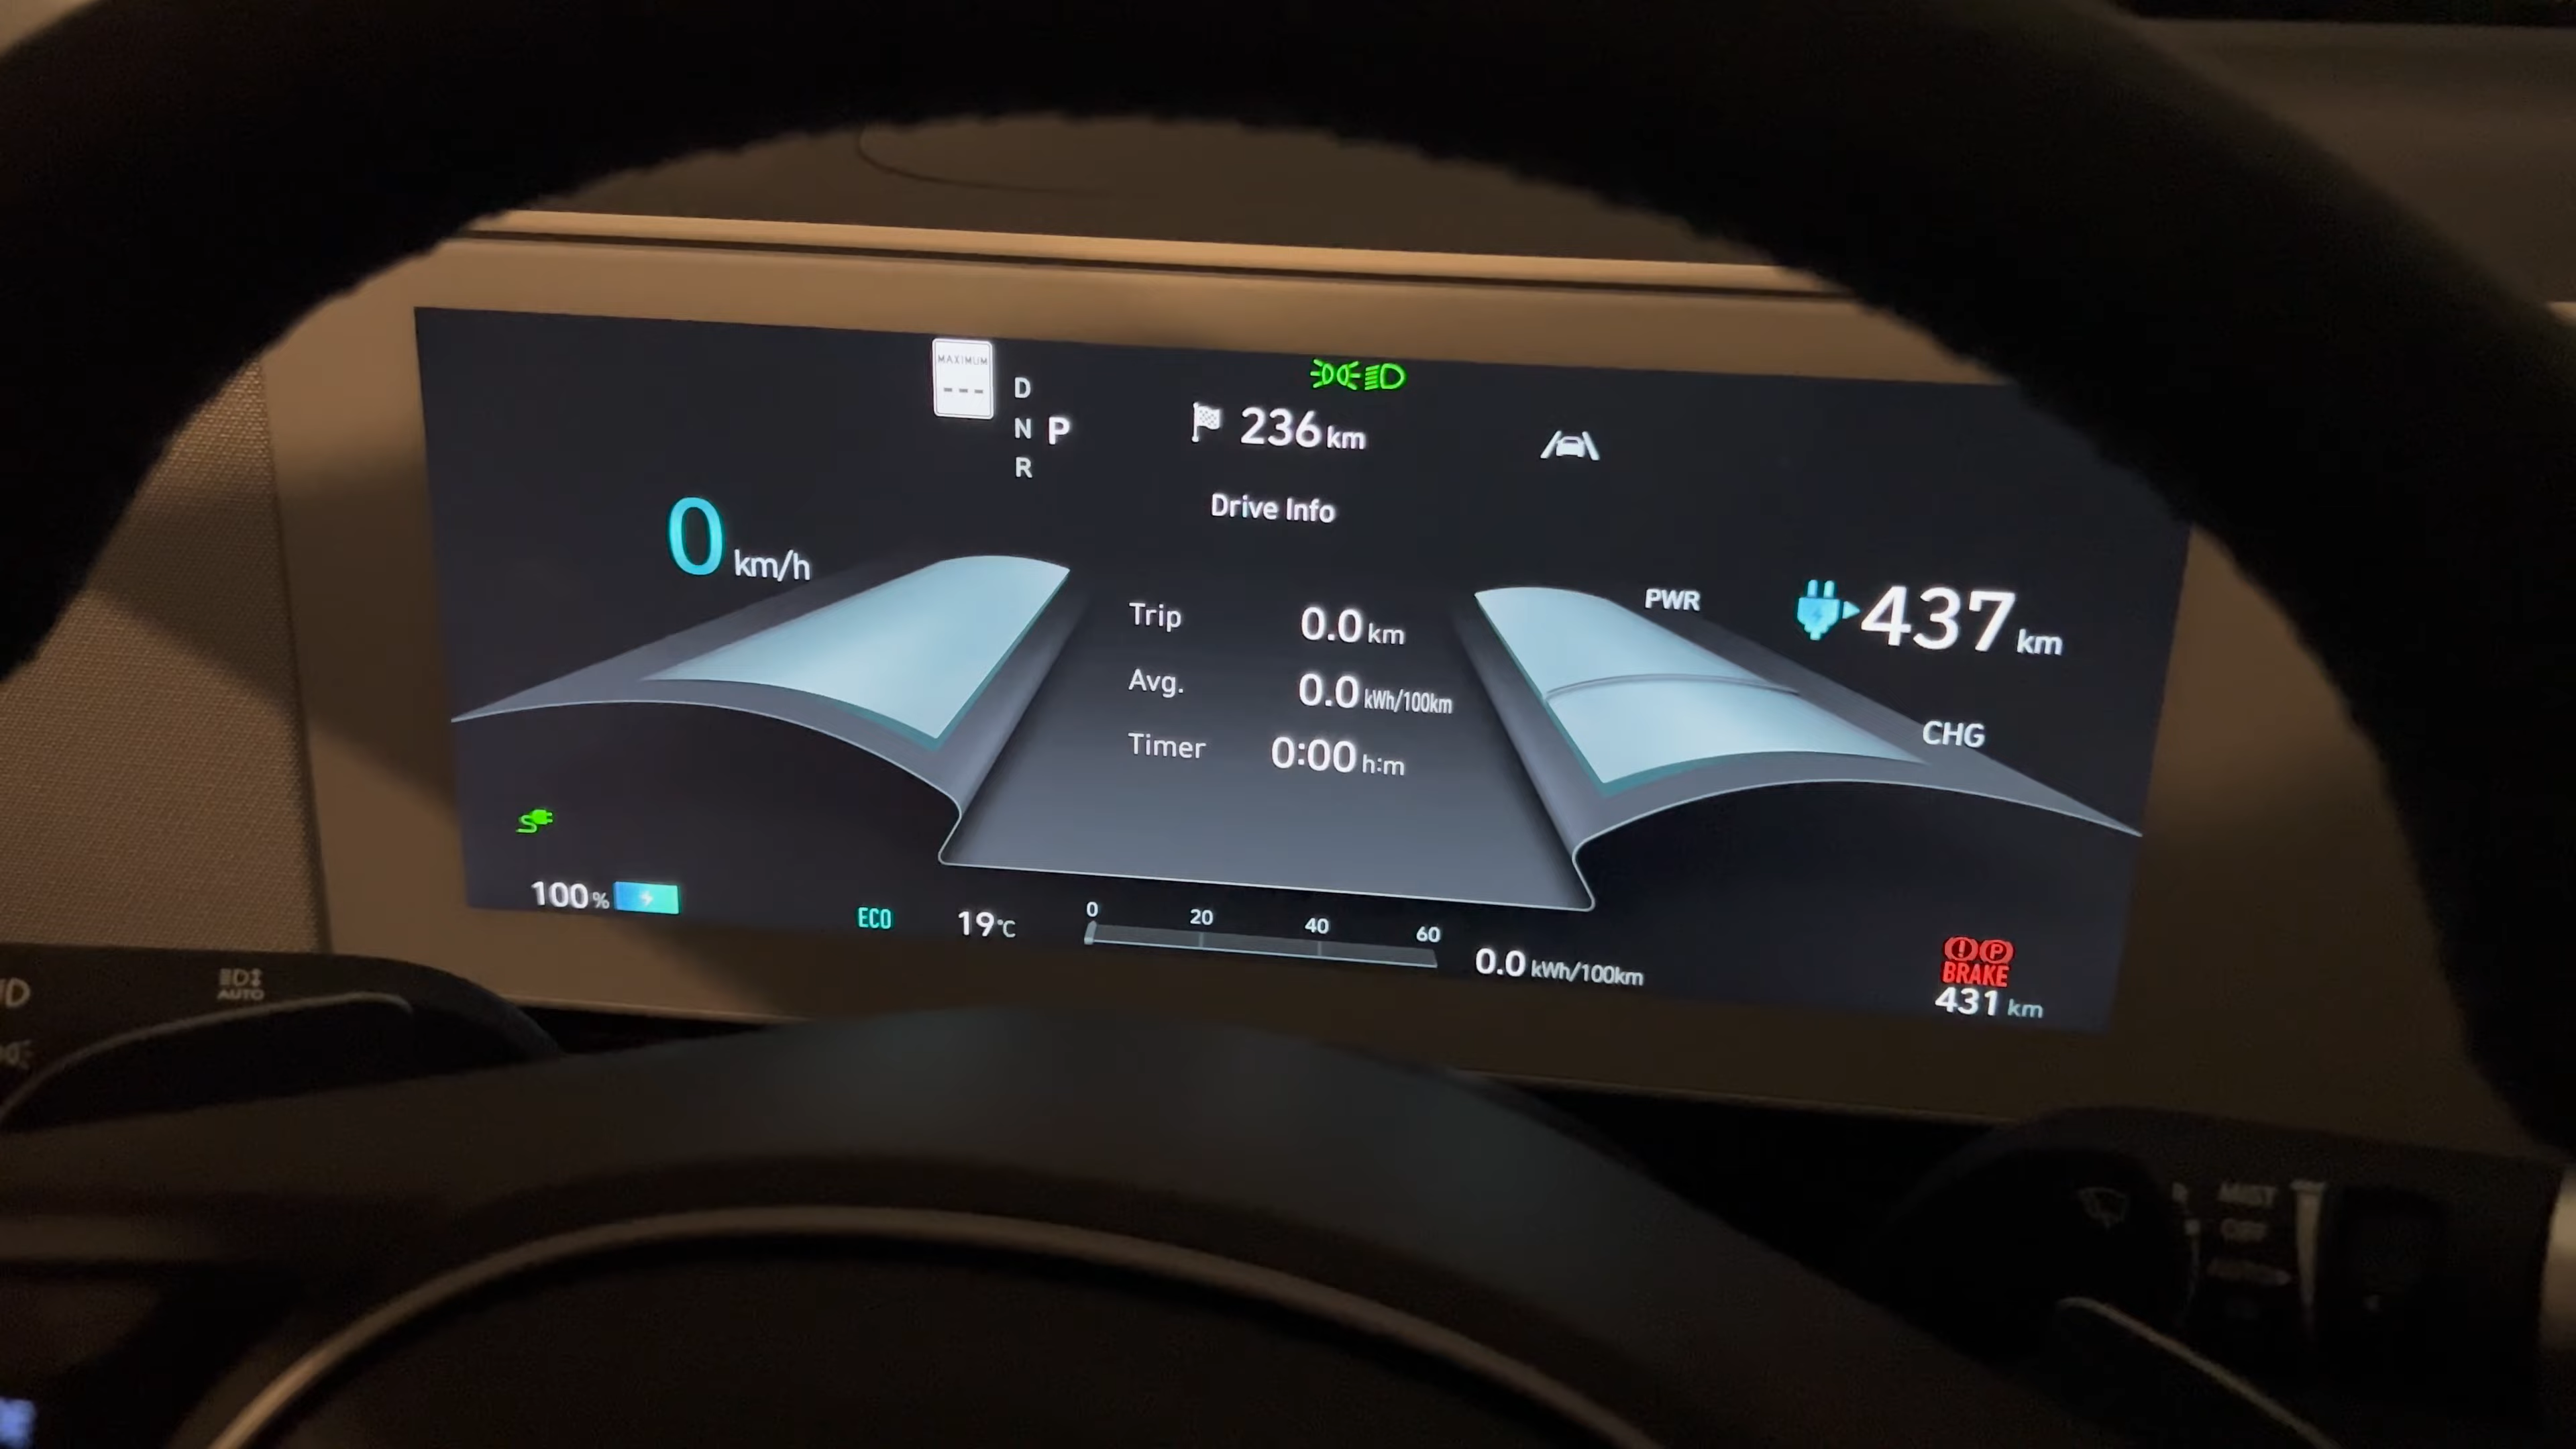 MAXIMUM
---
D
N P
R
236 km
Drive Info
0 km/h
Trip 0.0 km
Avg. 0.0 kWh/100km
Timer 0:00 h:m
PWR
437 km
CHG
100%
ECO
19°C
0 20 40 60
0.0 kWh/100km
BRAKE
431 km
AUTO
MIST
OFF